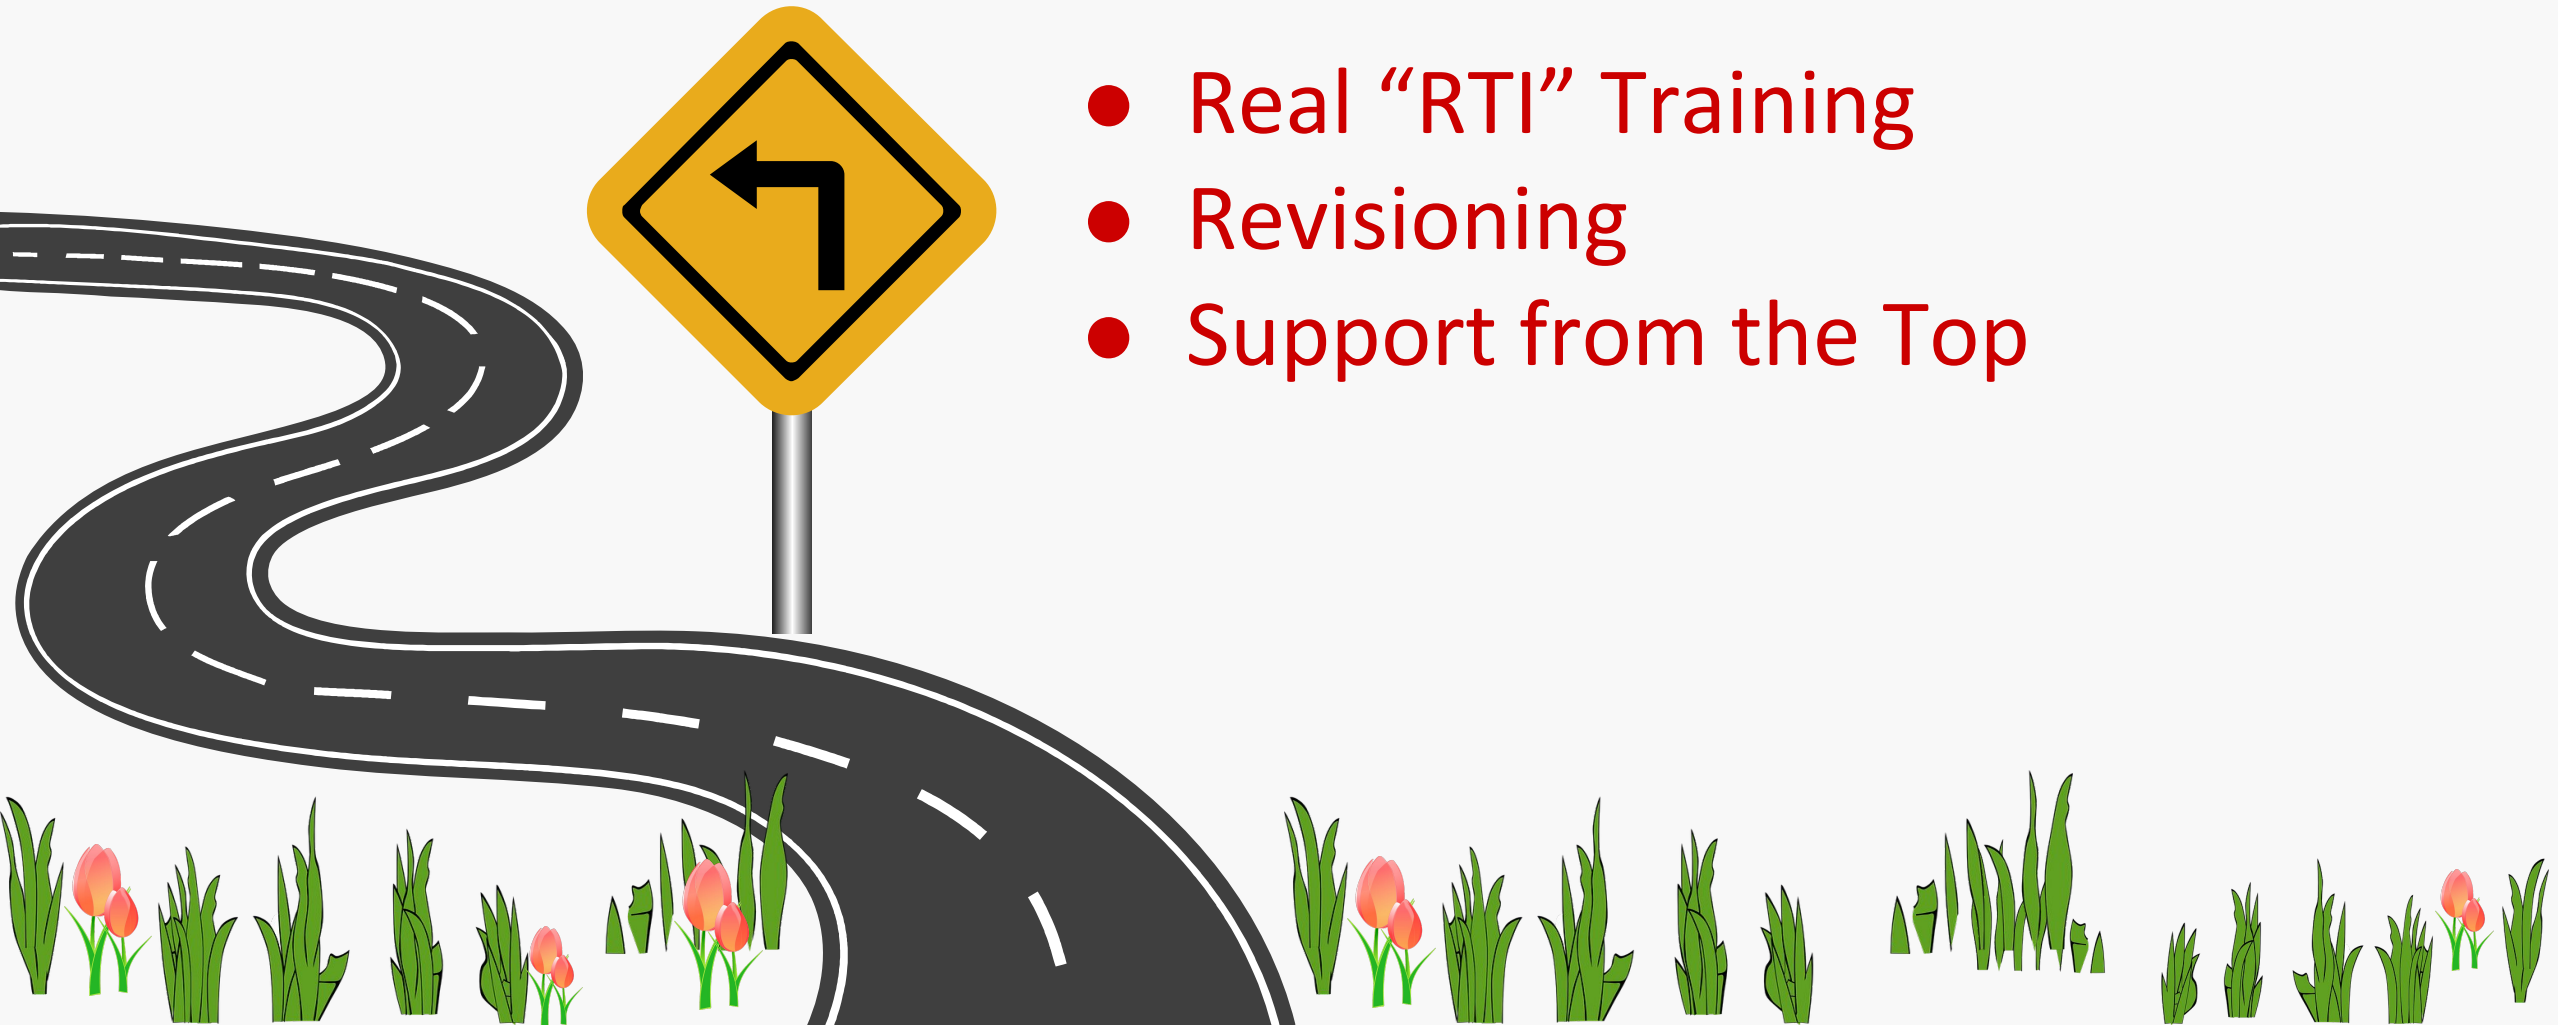 ● Real “RTI” Training
● Revisioning
● Support from the Top